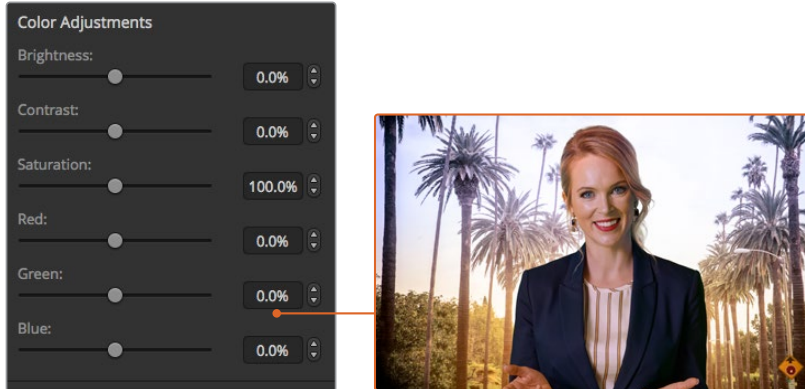 Color Adjustments
Brightness:
0.0%
Contrast:
0.0%
Saturation:
100.0%
Red:
0.0%
Green:
0.0%
Blue:
0.0%